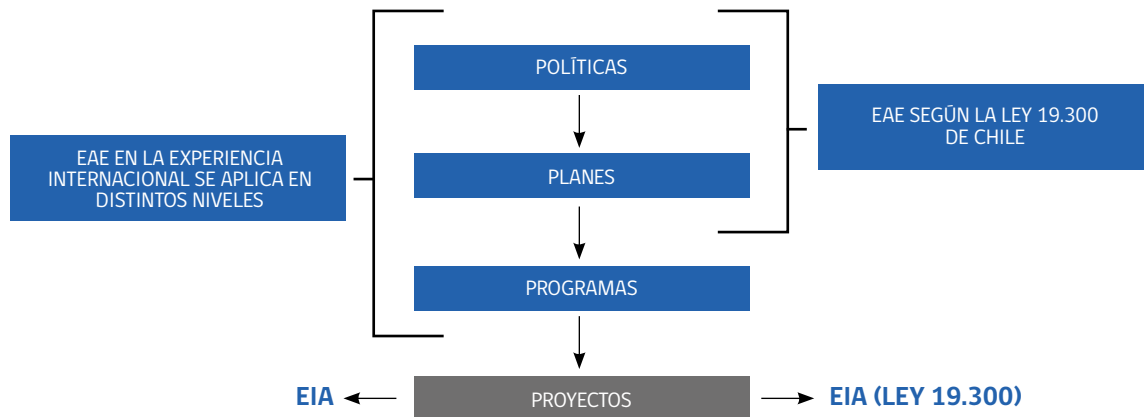 POLÍTICAS
EAE SEGÚN LA LEY 19.300
DE CHILE
EAE EN LA EXPERIENCIA
INTERNACIONAL SE APLICA EN
DISTINTOS NIVELES
PLANES
PROGRAMAS
EIA
PROYECTOS
EIA (LEY 19.300)